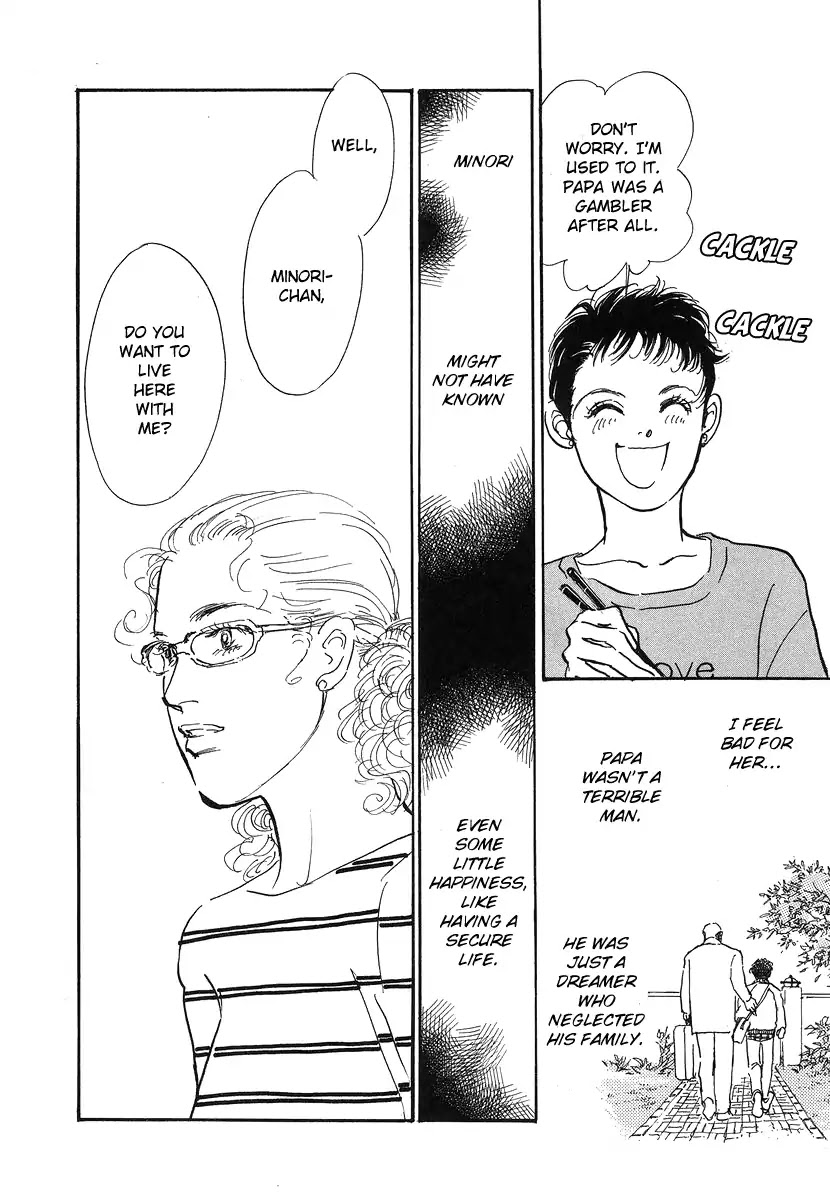 DON'T
WORRY. I'M
USED TO IT.
PAPA WAS A
GAMBLER
AFTER ALL.
CACKLE
CACKLE
love
I FEEL
BAD FOR
HER...
PAPA
WASN'T A
TERRIBLE
MAN.
HE WAS
JUST A
DREAMER
WHO
NEGLECTED
HIS FAMILY.
MINORI
MIGHT
NOT HAVE
KNOWN
EVEN
SOME
LITTLE
HAPPINESS,
LIKE
HAVING A
SECURE
LIFE.
WELL,
MINORI-
CHAN,
DO YOU
WANT TO
LIVE
HERE
WITH
ME?